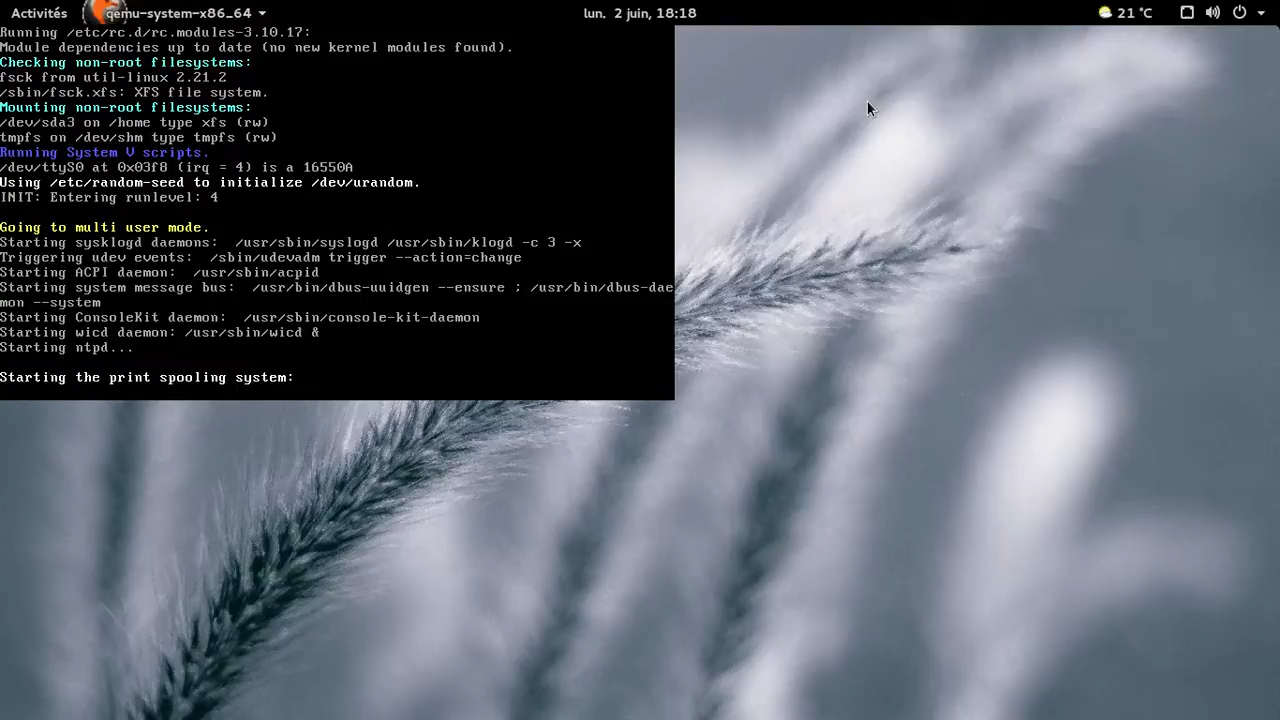 Activités qemu-system-x86_64 lun. 2 juin, 18:18 21 °C
Running /etc/rc.d/rc.modules-3.10.17:
Module dependencies up to date (no new kernel modules found).
Checking non-root filesystems:
fsck from util-linux 2.21.2
/sbin/fsck.xfs: XFS file system.
Mounting non-root filesystems:
/dev/sda3 on /home type xfs (rw)
tmpfs on /dev/shm type tmpfs (rw)
Running System V scripts.
/dev/ttyS0 at 0x03f8 (irq = 4) is a 16550A
Using /etc/random-seed to initialize /dev/urandom.
INIT: Entering runlevel: 4
Going to multi user mode.
Starting sysklogd daemons:  /usr/sbin/syslogd /usr/sbin/klogd -c 3 -x
Triggering udev events:  /sbin/udevadm trigger --action=change
Starting ACPI daemon:  /usr/sbin/acpid
Starting system message bus:  /usr/bin/dbus-uuidgen --ensure ; /usr/bin/dbus-dae
mon --system
Starting ConsoleKit daemon:  /usr/sbin/console-kit-daemon
Starting wicd daemon: /usr/sbin/wicd &
Starting ntpd...
Starting the print spooling system: